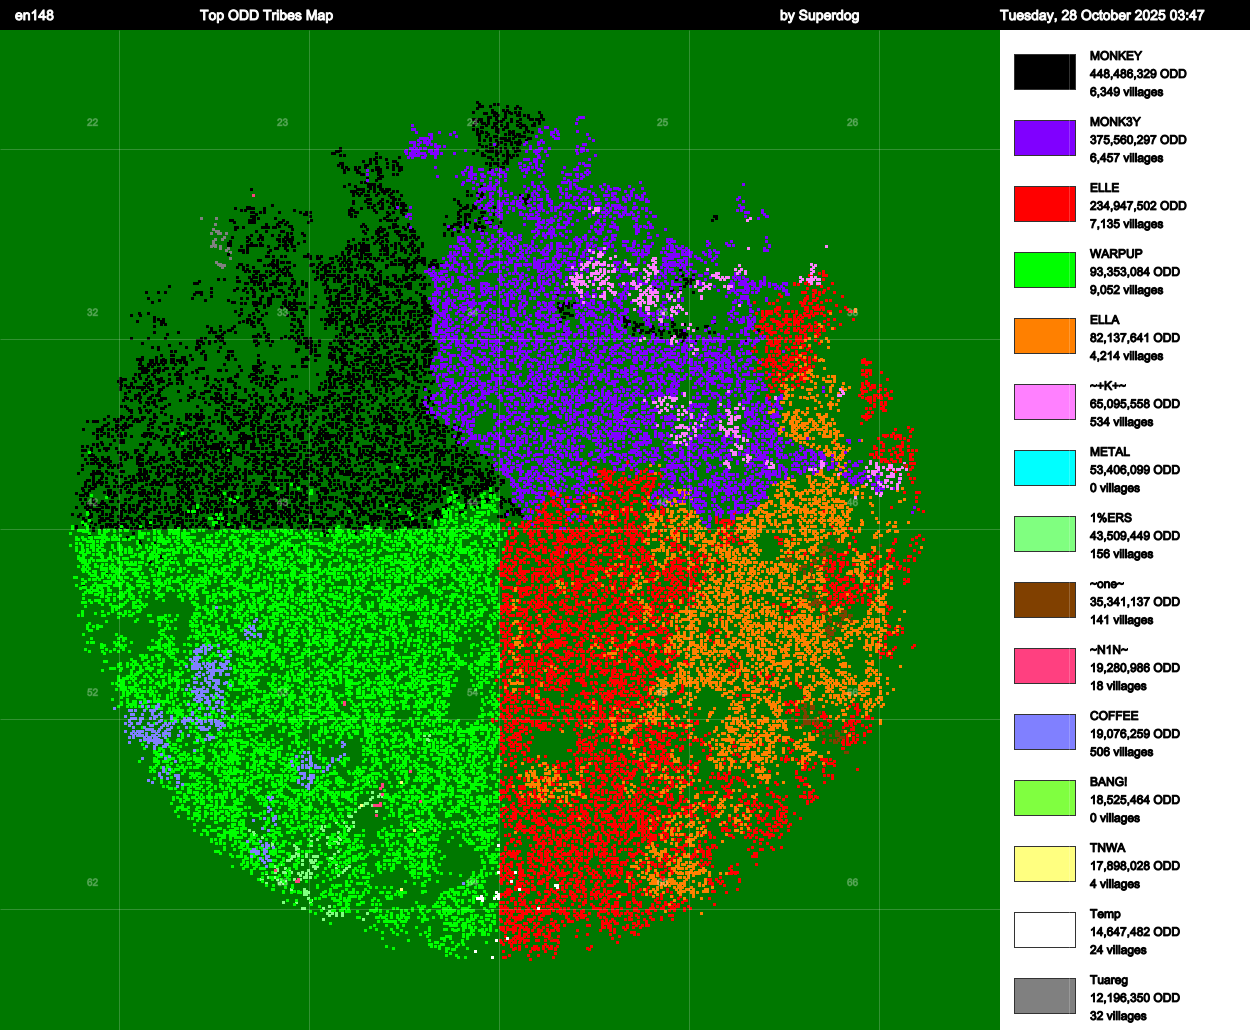 en148 Top ODD Tribes Map by Superdog Tuesday, 28 October 2025 03:47
22 23 24 25 26
32 33 34 38
52 54
62 66
MONKEY
448,486,329 ODD
6,349 villages
MONK3Y
375,560,297 ODD
6,457 villages
ELLE
234,947,502 ODD
7,135 villages
WARPUP
93,353,084 ODD
9,052 villages
ELLA
82,137,641 ODD
4,214 villages
~+K+~
65,095,558 ODD
534 villages
METAL
53,406,099 ODD
0 villages
1%ERS
43,509,449 ODD
156 villages
~one~
35,341,137 ODD
141 villages
~N1N~
19,280,986 ODD
18 villages
COFFEE
19,076,259 ODD
506 villages
BANG!
18,525,464 ODD
0 villages
TNWA
17,898,028 ODD
4 villages
Temp
14,647,482 ODD
24 villages
Tuareg
12,196,350 ODD
32 villages